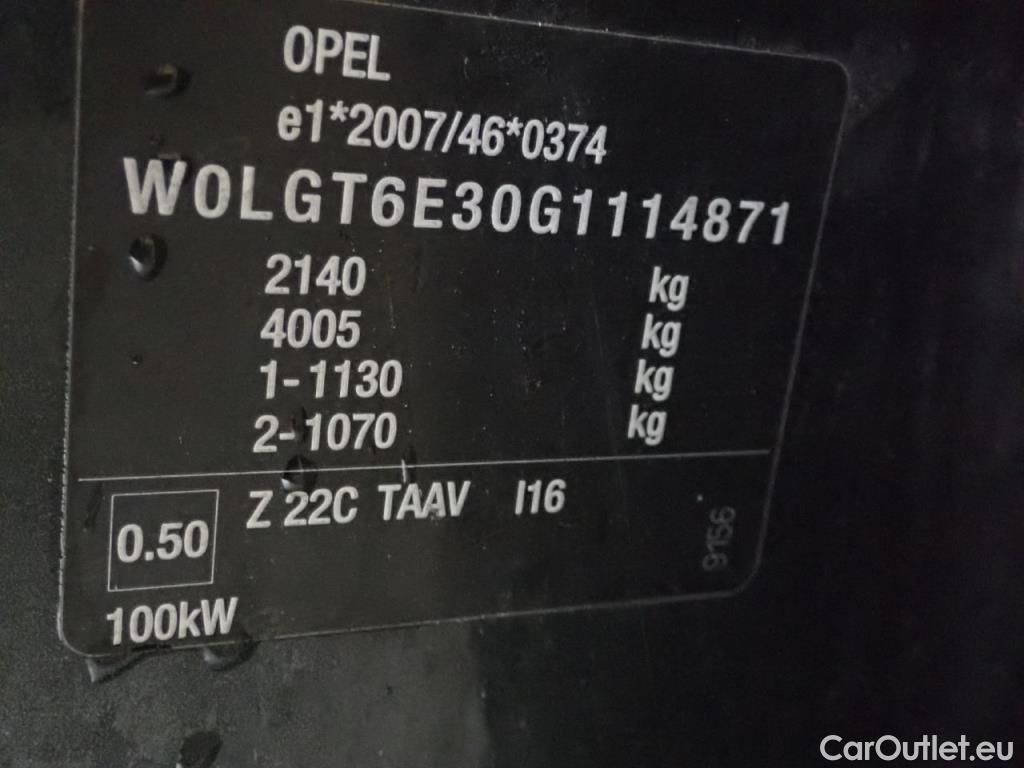 OPEL
e1*2007/46*0374
W0LGT6E30G1114871
2140 kg
4005 kg
1-1130 kg
2-1070 kg
0.50 Z 22C TAAV I16
9156
100kW
CarOutlet.eu